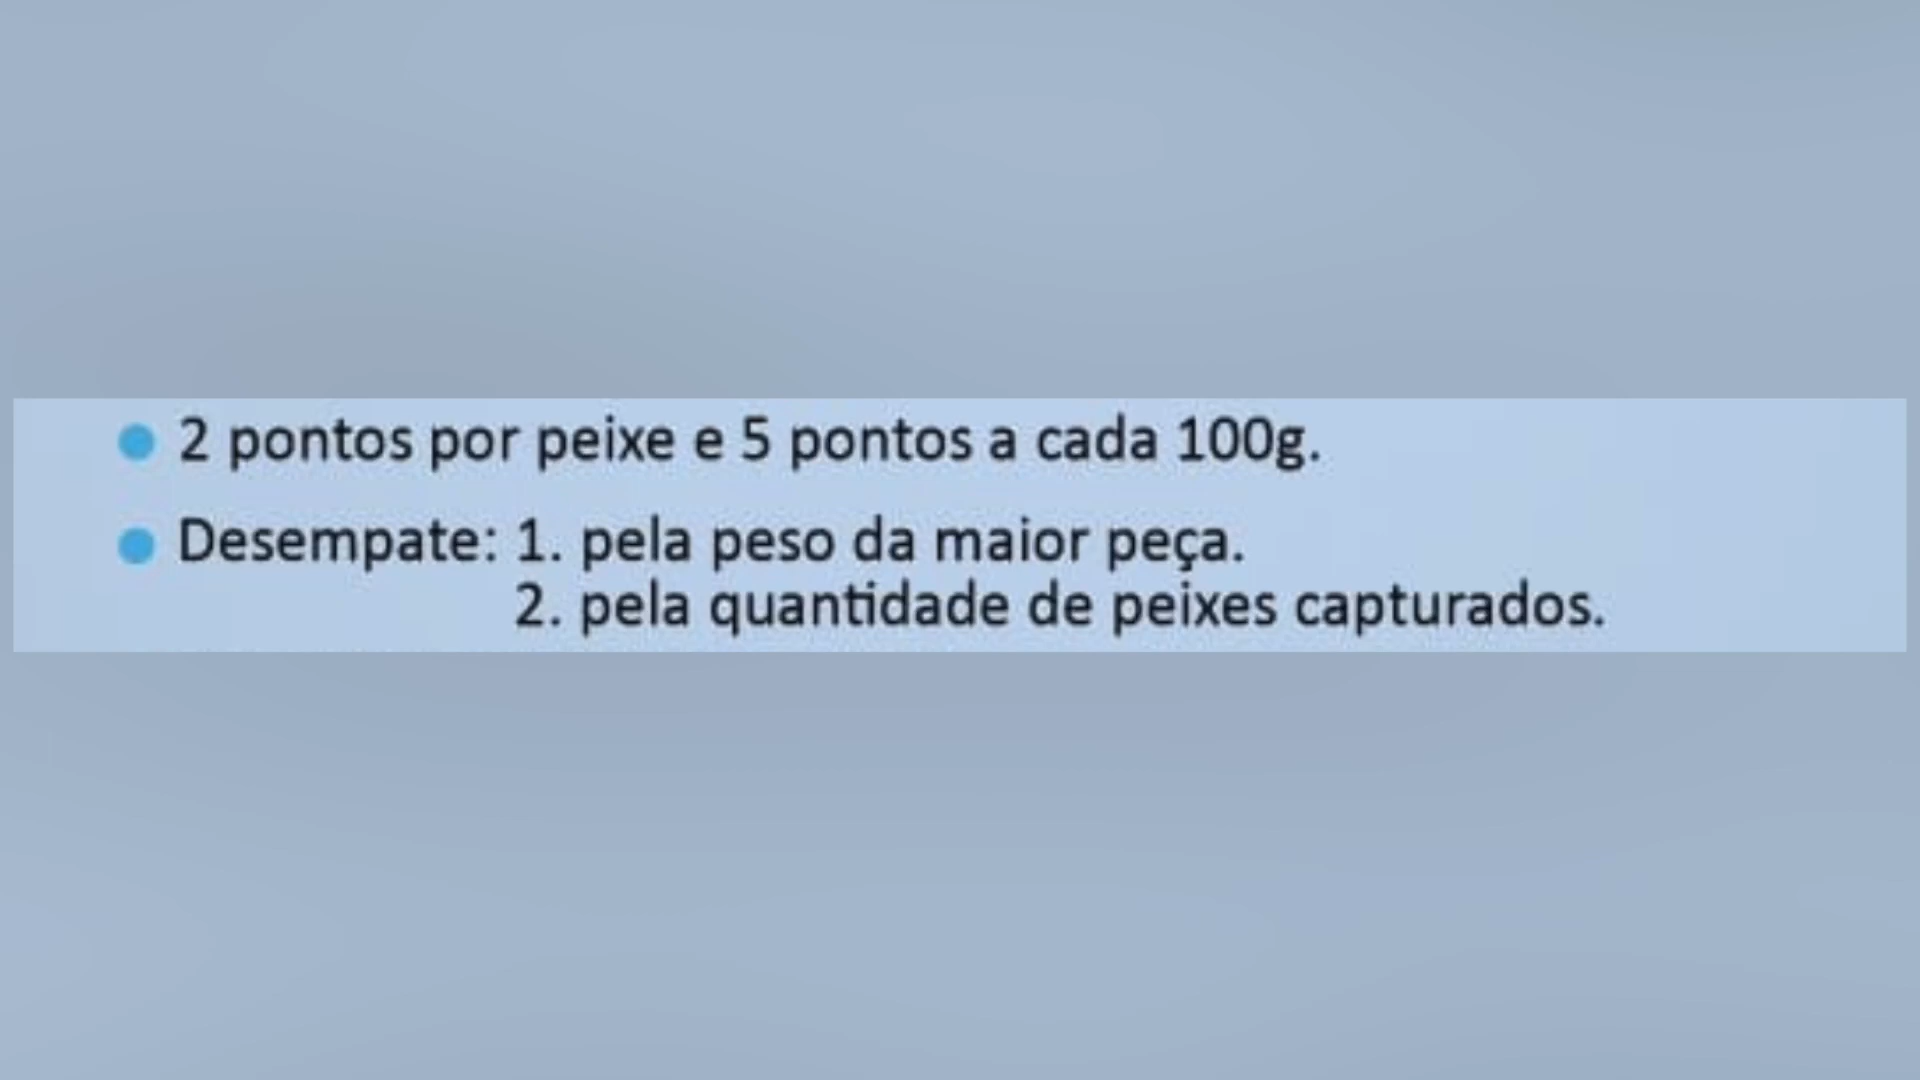 2 pontos por peixe e 5 pontos a cada 100g.
Desempate: 1. pela peso da maior peça.
2. pela quantidade de peixes capturados.